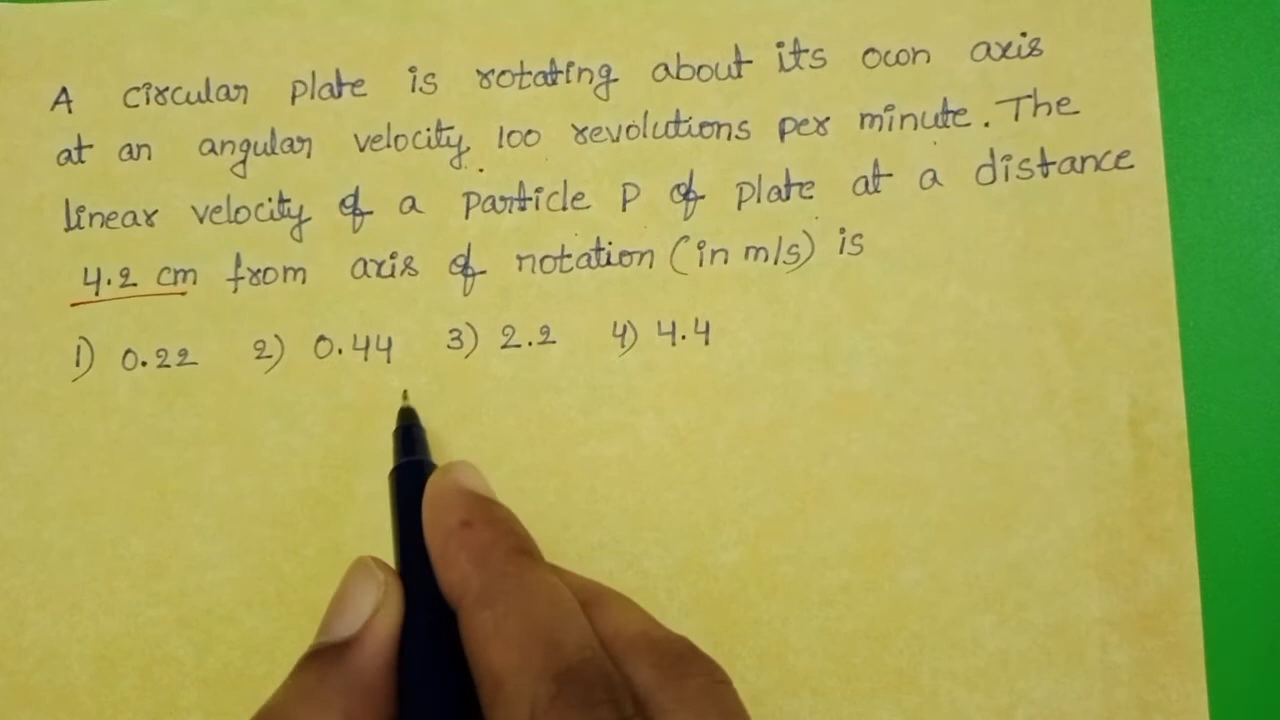 A circular plate is rotating about its own axis
at an angular velocity 100 revolutions per minute. The
linear velocity of a particle P of plate at a distance
4.2 cm from axis of rotation (in m/s) is
1) 0.22 2) 0.44 3) 2.2 4) 4.4